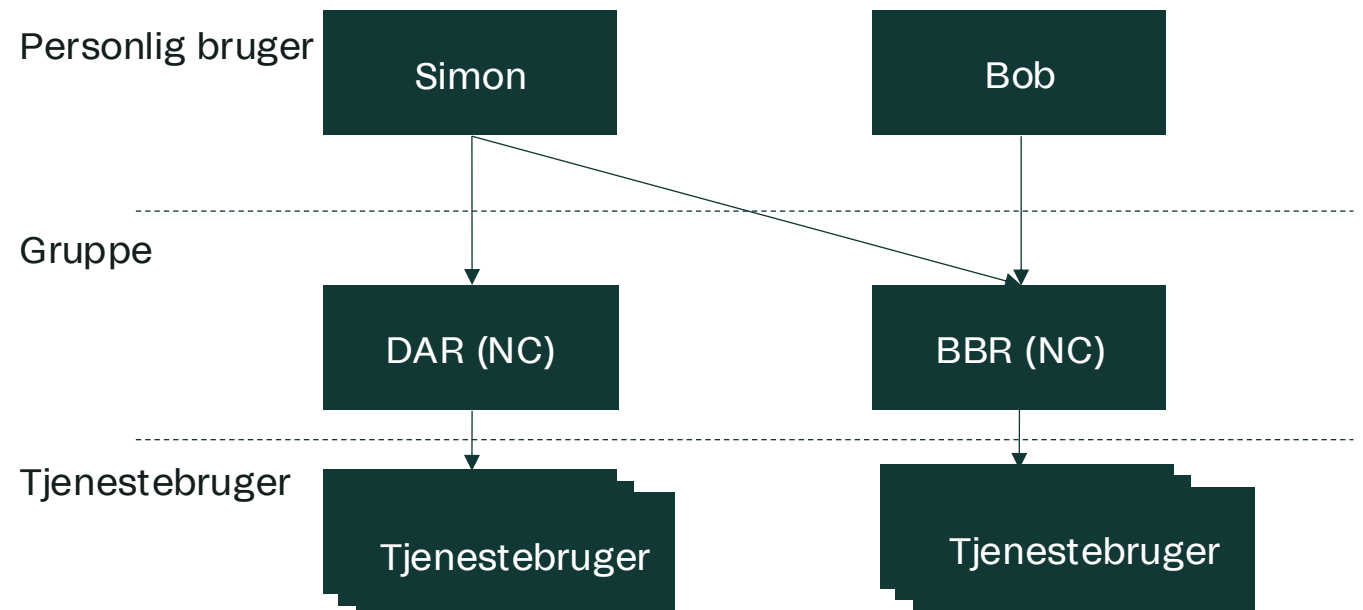 Personlig bruger
Simon
Bob
Gruppe
DAR (NC)
BBR (NC)
Tjenestebruger
Tjenestebruger
Tjenestebruger